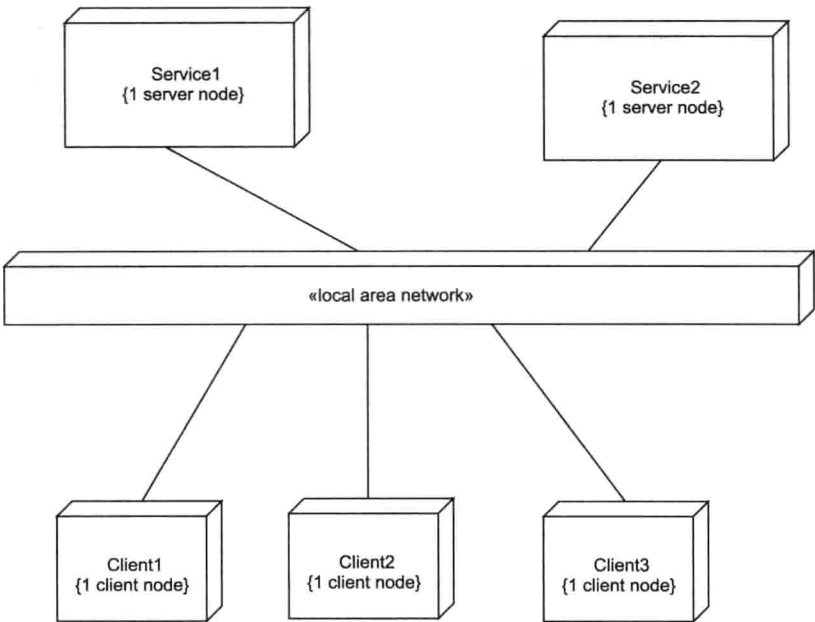 Service1
{1 server node}
Service2
{1 server node}
«local area network»
Client1
{1 client node}
Client2
{1 client node}
Client3
{1 client node}